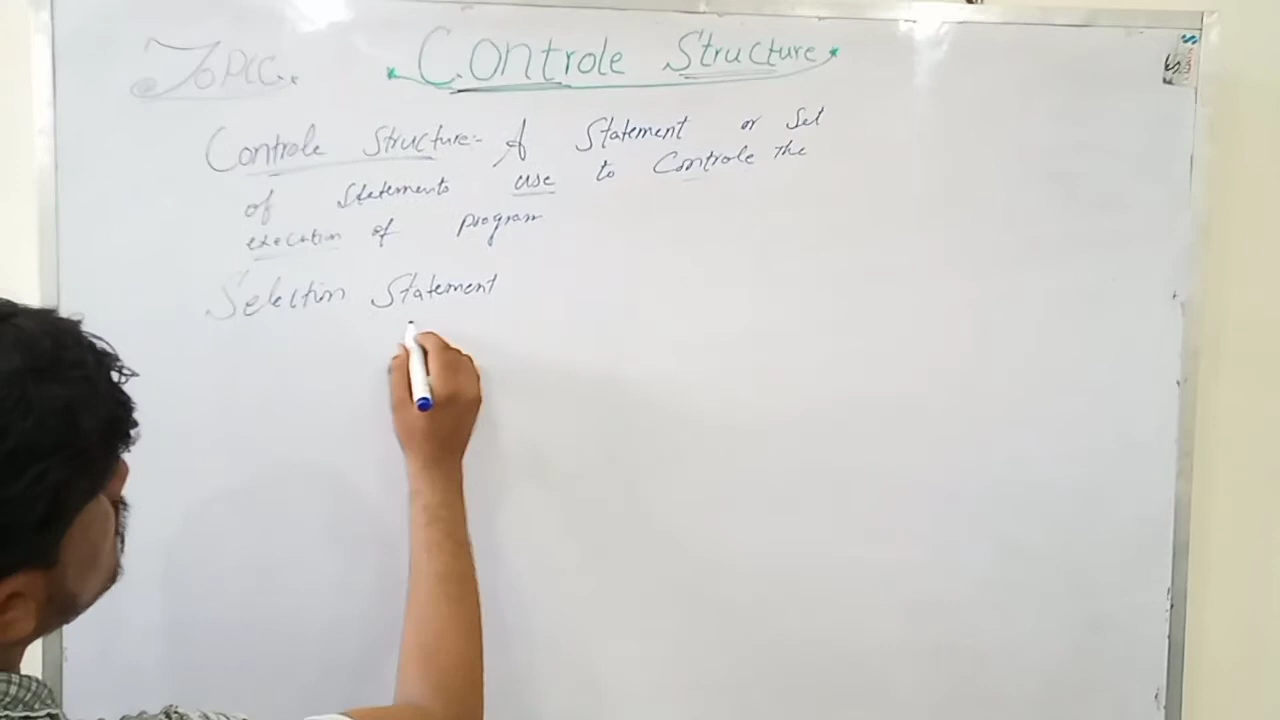 TOPIC. Controle Structure
Controle Structure:- A Statement or Set
of Statements use to Controle the
execution of program
Selection Statement